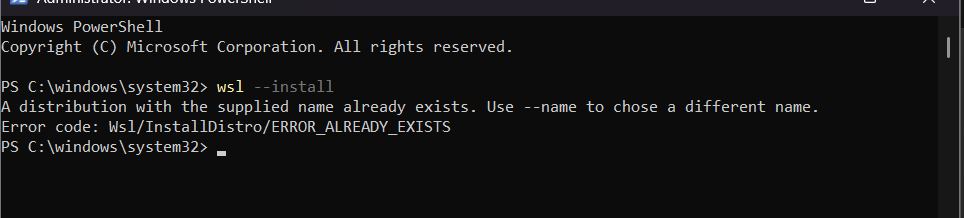 Administrator: Windows PowerShell
Windows PowerShell
Copyright (C) Microsoft Corporation. All rights reserved.
PS C:\windows\system32> wsl --install
A distribution with the supplied name already exists. Use --name to chose a different name.
Error code: Wsl/InstallDistro/ERROR_ALREADY_EXISTS
PS C:\windows\system32>